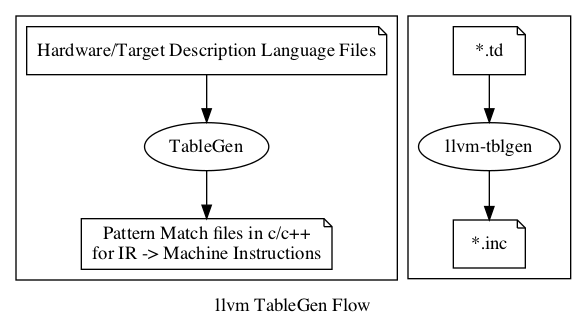 Hardware/Target Description Language Files
TableGen
Pattern Match files in c/c++
for IR -> Machine Instructions
*.td
llvm-tblgen
*.inc
llvm TableGen Flow